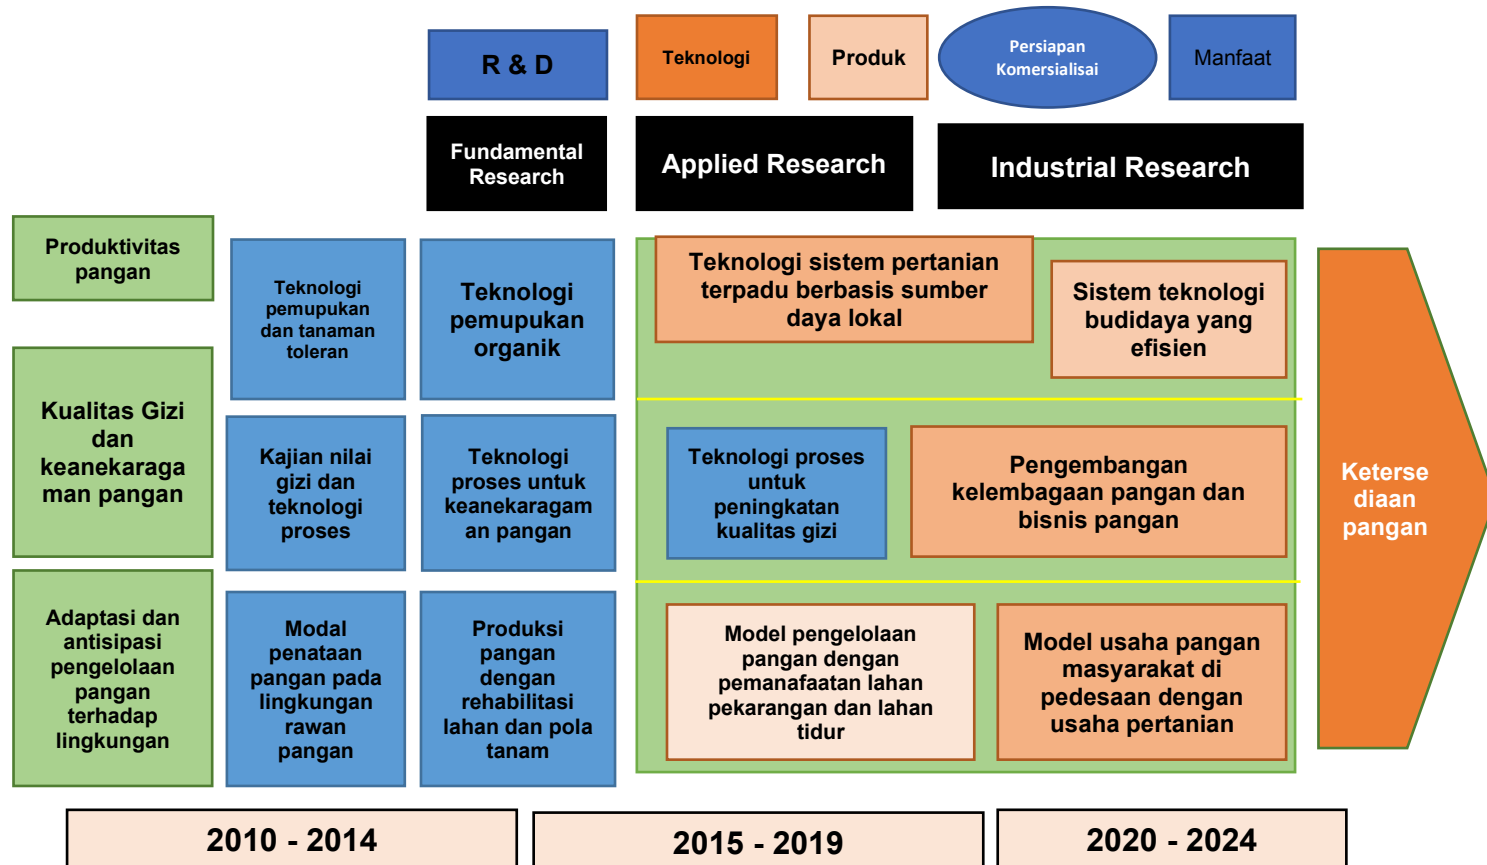 R & D
Teknologi
Produk
Persiapan
Komersialisai
Manfaat
Fundamental
Research
Applied Research
Industrial Research
Produktivitas
pangan
Teknologi
pemupukan
dan tanaman
toleran
Teknologi
pemupukan
organik
Teknologi sistem pertanian
terpadu berbasis sumber
daya lokal
Sistem teknologi
budidaya yang
efisien
Kualitas Gizi
dan
keanekaraga
man pangan
Kajian nilai
gizi dan
teknologi
proses
Teknologi
proses untuk
keanekaragam
an pangan
Teknologi proses
untuk
peningkatan
kualitas gizi
Pengembangan
kelembagaan pangan dan
bisnis pangan
Keterse
diaan
pangan
Adaptasi dan
antisipasi
pengelolaan
pangan
terhadap
lingkungan
Modal
penataan
pangan pada
lingkungan
rawan
pangan
Produksi
pangan
dengan
rehabilitasi
lahan dan pola
tanam
Model pengelolaan
pangan dengan
pemanafaatan lahan
pekarangan dan lahan
tidur
Model usaha pangan
masyarakat di
pedesaan dengan
usaha pertanian
2010 - 2014
2015 - 2019
2020 - 2024